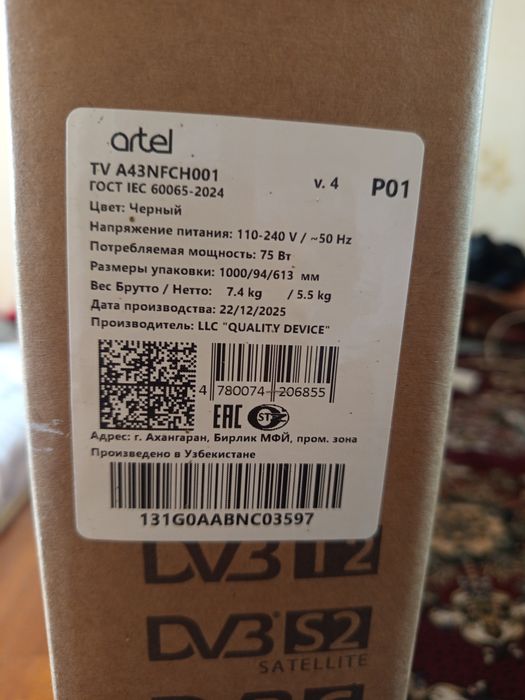 artel
TV A43NFCH001
ГОСТ IEC 60065-2024
v. 4
P01
Цвет: Черный
Напряжение питания: 110-240 V / ~50 Hz
Потребляемая мощность: 75 Вт
Размеры упаковки: 1000/94/613 мм
Вес Брутто / Нетто: 7.4 kg / 5.5 kg
Дата производства: 22/12/2025
Производитель: LLC "QUALITY DEVICE"
4 780074 206855
EAC ST
Адрес: г. Ахангаран, Бирлик МФЙ, пром. зона
Произведено в Узбекистане
131G0AABNC03597
DVB T2
DVB S2
SATELLITE